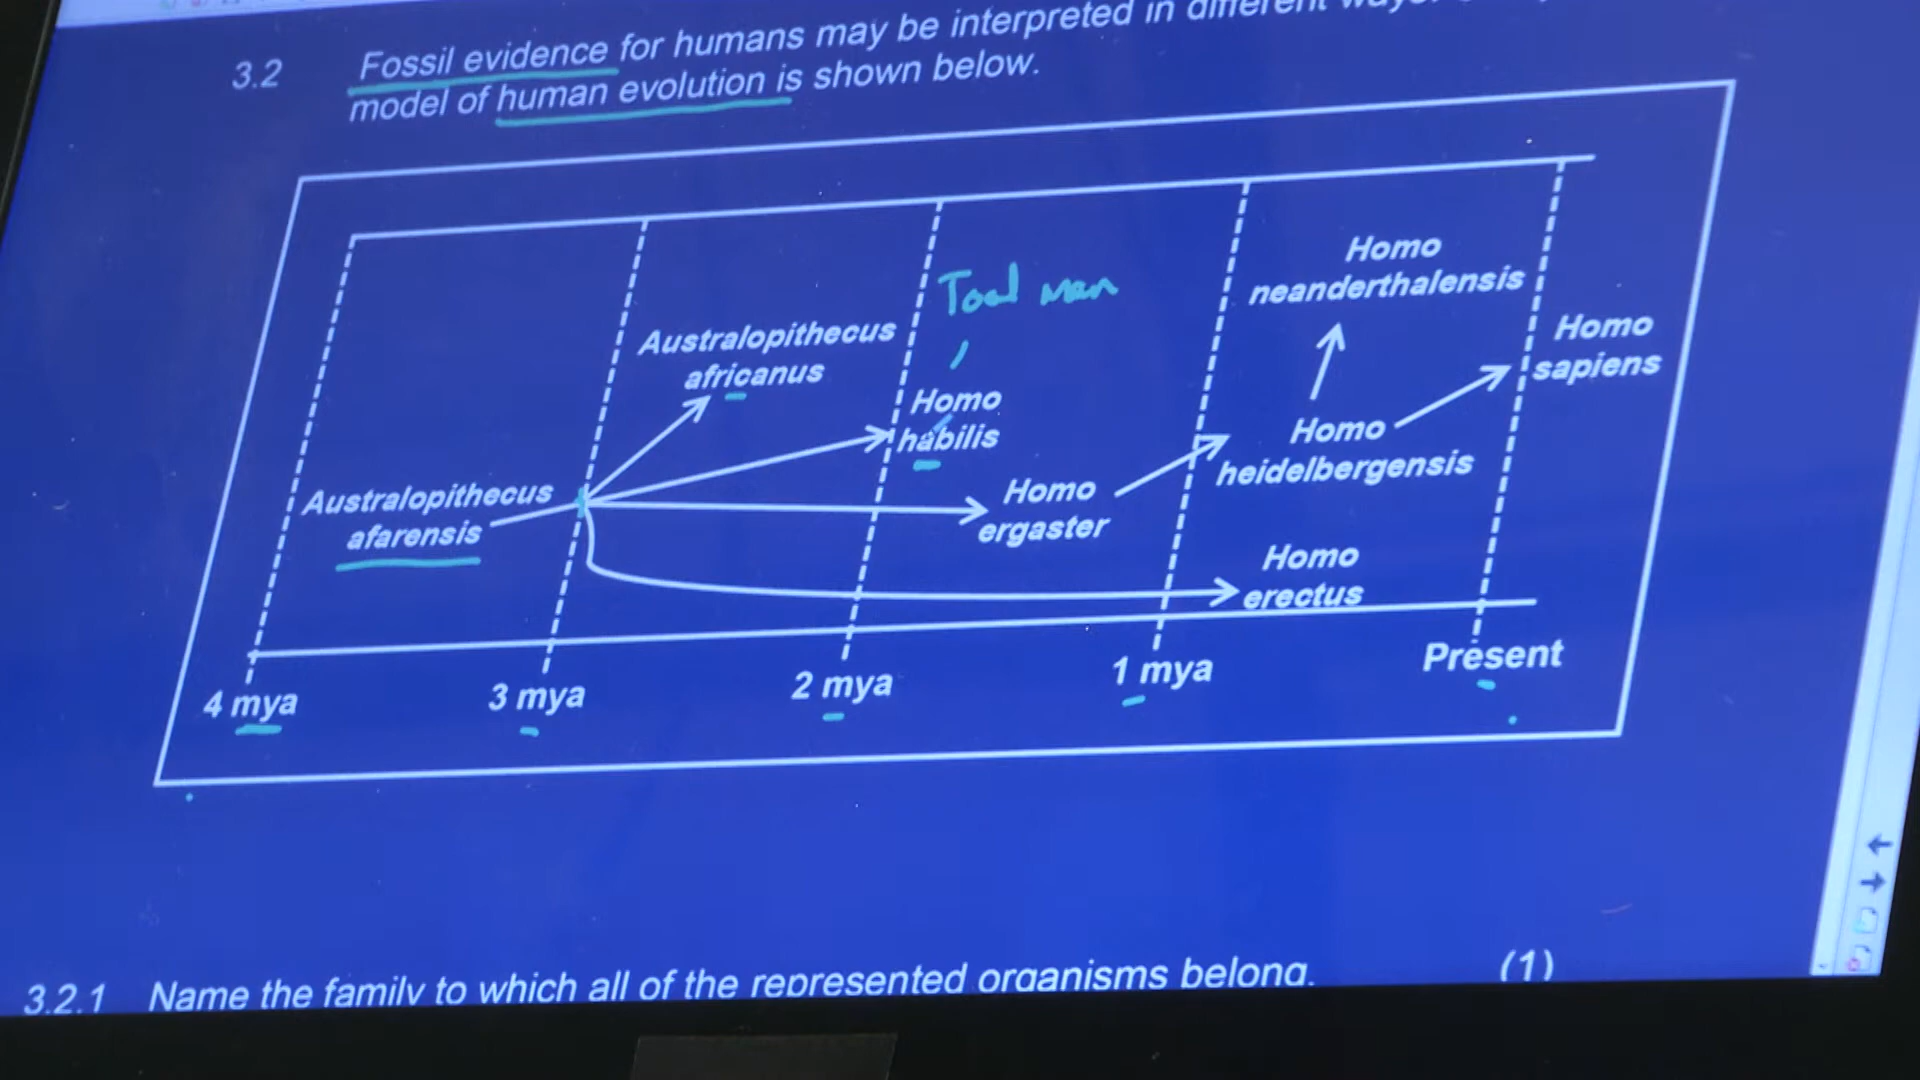 3.2 Fossil evidence for humans may be interpreted in different
model of human evolution is shown below.
Tool man
Homo
neanderthalensis
Australopithecus
africanus
Homo
sapiens
Homo
habilis
Homo
heidelbergensis
Australopithecus
afarensis
Homo
ergaster
Homo
erectus
4 mya
3 mya
2 mya
1 mya
Present
3.2.1 Name the family to which all of the represented organisms belong. (1)